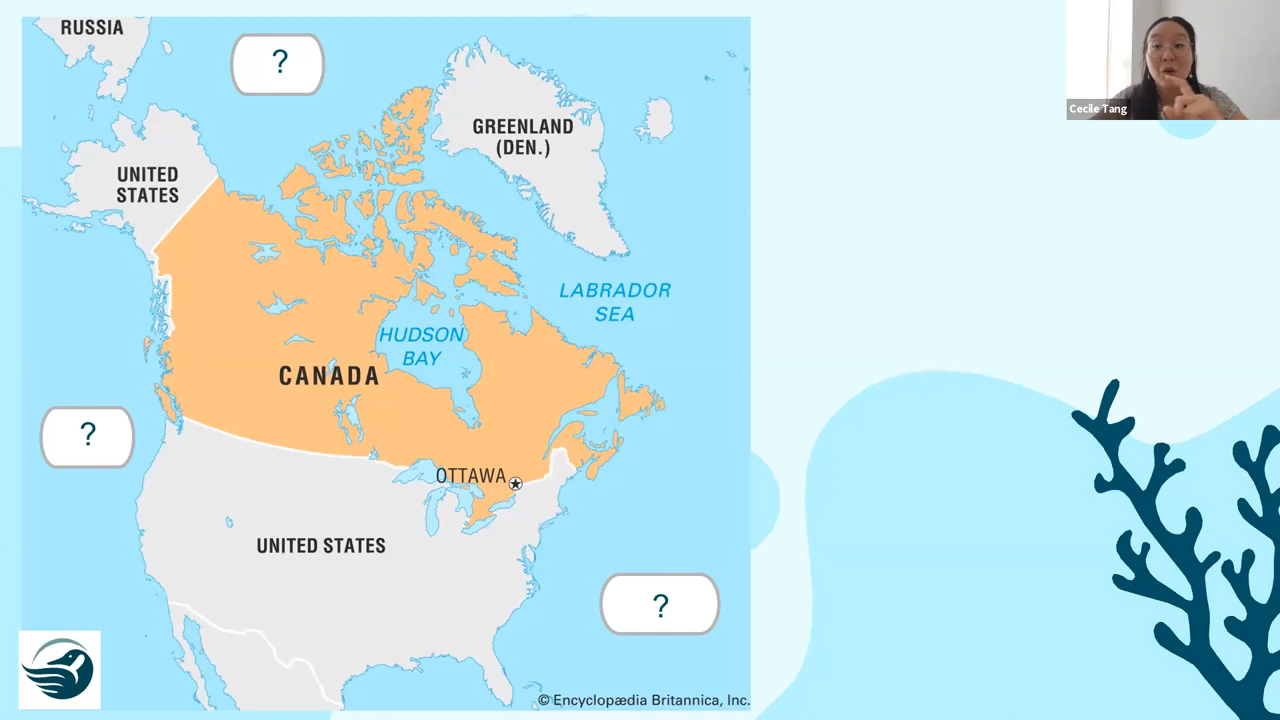 RUSSIA
?
GREENLAND
(DEN.)
UNITED
STATES
LABRADOR
SEA
HUDSON
BAY
CANADA
?
OTTAWA
UNITED STATES
?
© Encyclopædia Britannica, Inc.
Cecile Tang